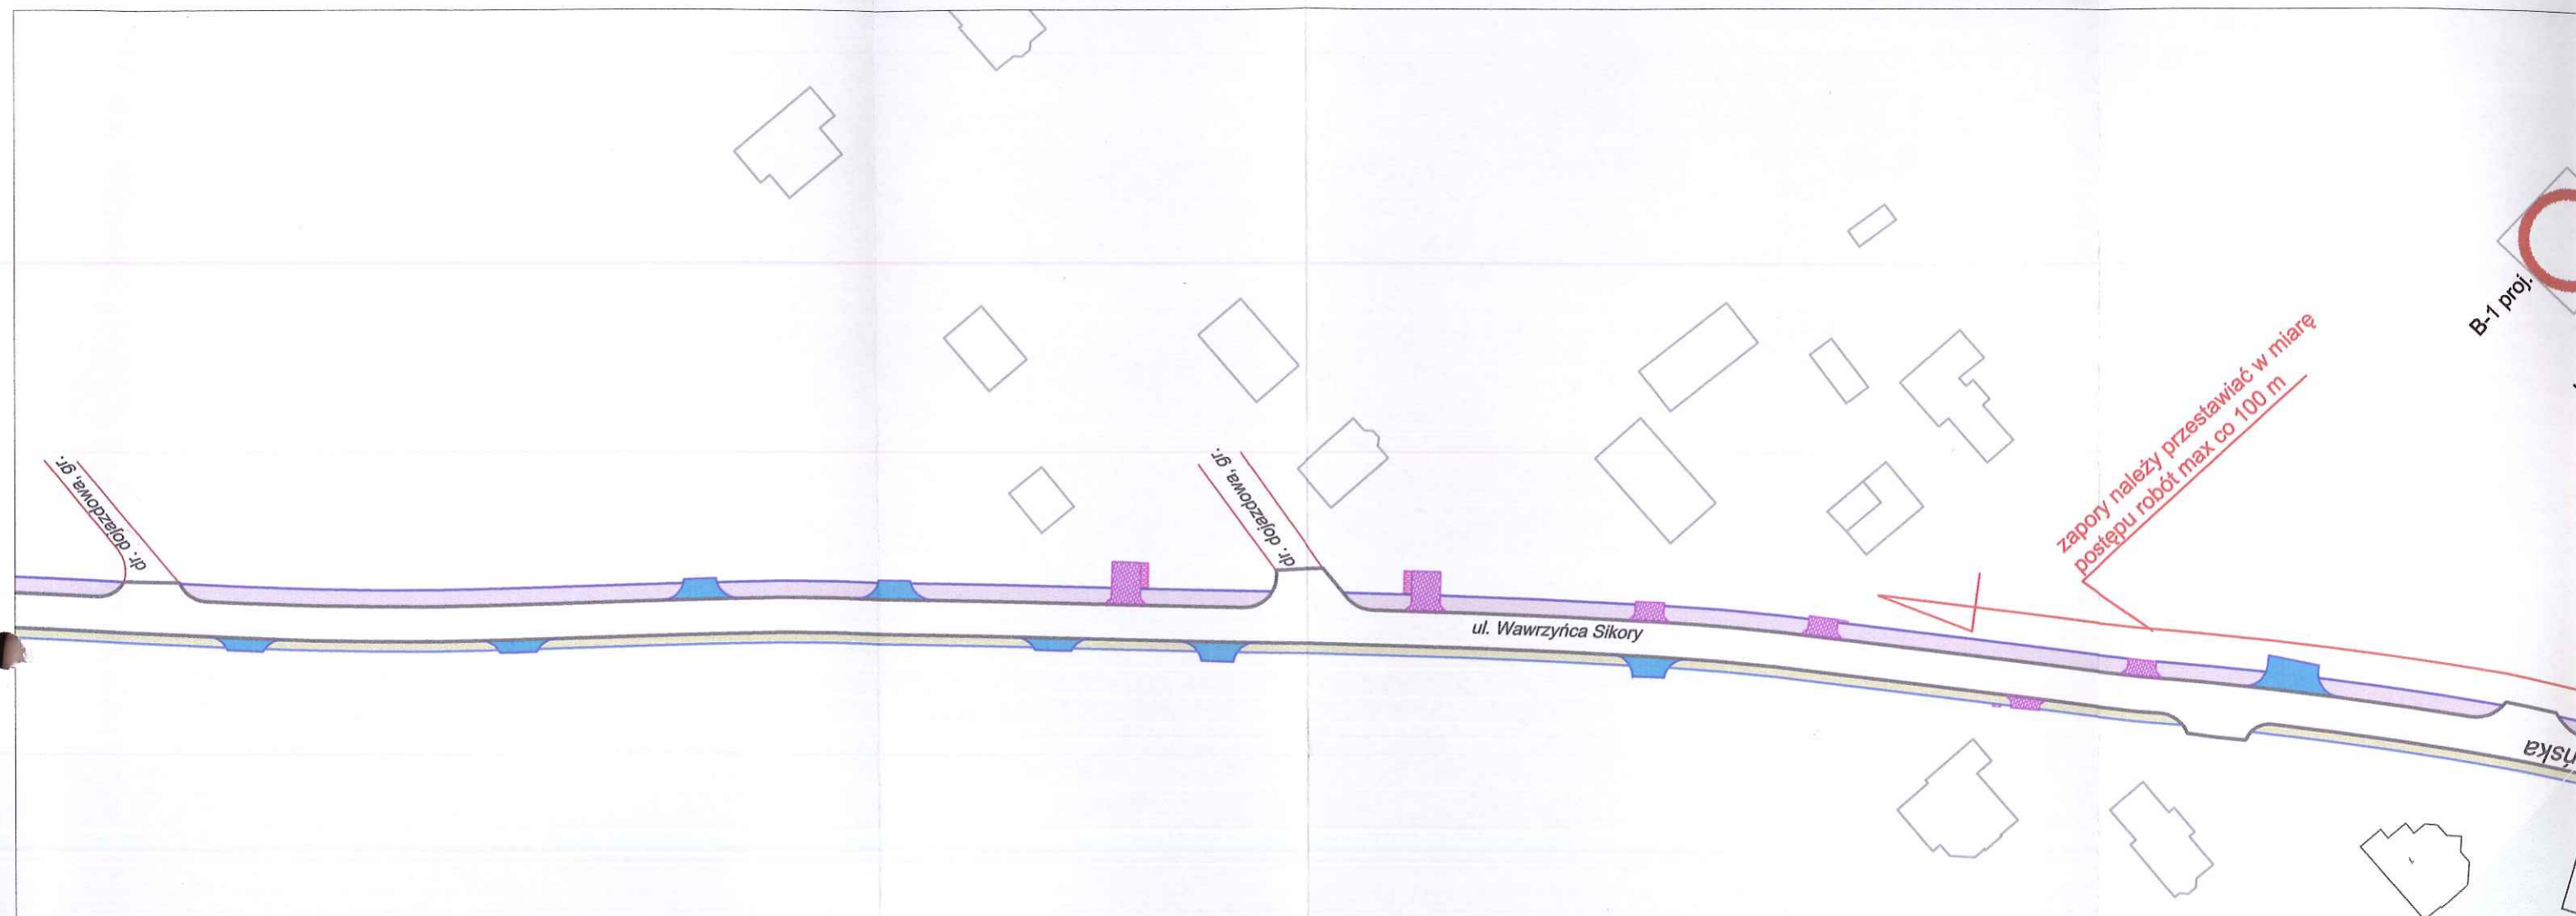 dr. dojazdowa, gr.
dr. dojazdowa, gr.
ul. Wawrzyńca Sikory
zapory należy przestawiać w miarę
postępu robót max co 100 m
B-1 proj.
ńska